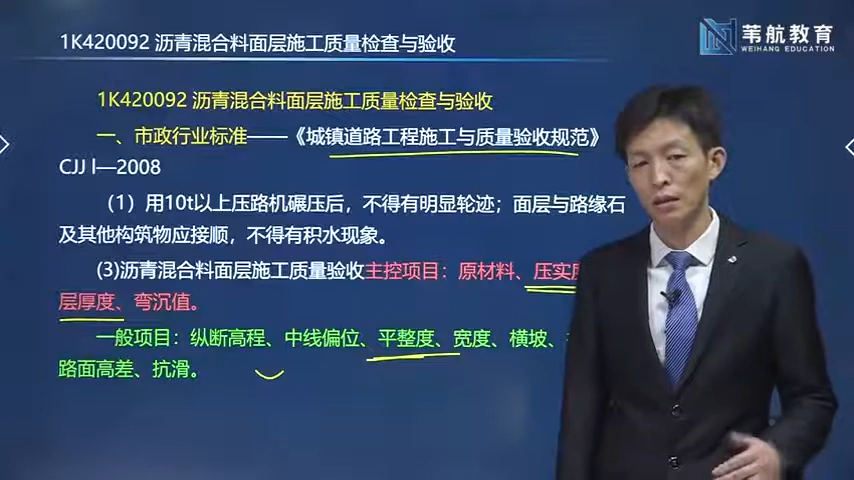 1K420092 沥青混合料面层施工质量检查与验收
苇航教育
WEIHANG EDUCATION
1K420092 沥青混合料面层施工质量检查与验收
一、市政行业标准——《城镇道路工程施工与质量验收规范》
CJJ l—2008
（1）用10t以上压路机碾压后，不得有明显轮迹；面层与路缘石
及其他构筑物应接顺，不得有积水现象。
(3)沥青混合料面层施工质量验收主控项目：原材料、压实
层厚度、弯沉值。
一般项目：纵断高程、中线偏位、平整度、宽度、横坡、
路面高差、抗滑。